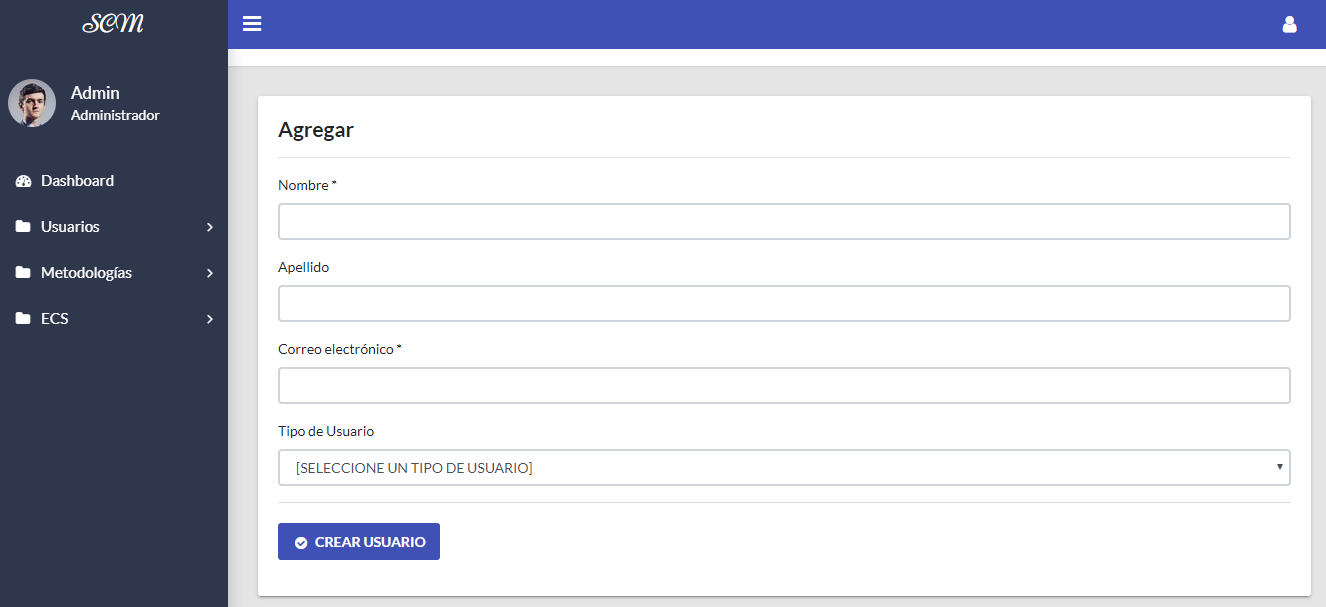 SCM
Admin
Administrador
Dashboard
Usuarios
Metodologías
ECS
Agregar
Nombre *
Apellido
Correo electrónico *
Tipo de Usuario
[SELECCIONE UN TIPO DE USUARIO]
CREAR USUARIO